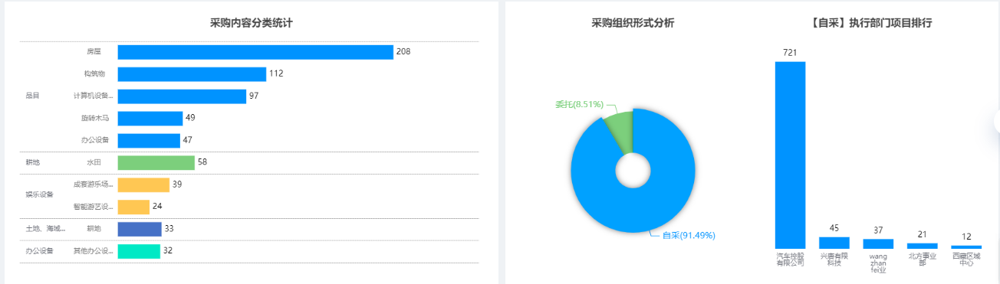 采购内容分类统计
品目
房屋 208
构筑物 112
计算机设备... 97
旋转木马 49
办公设备 47
耕地
水田 58
娱乐设备
成套游乐场... 39
智能游艺设... 24
土地、海域...
耕地 33
办公设备
其他办公设... 32
采购组织形式分析
委托(8.51%)
自采(91.49%)
【自采】执行部门项目排行
721
45
37
21
12
汽车控股
有限公司
兴唐有限
科技
wang
zhan
fei业
北方事业
部
西藏区域
中心